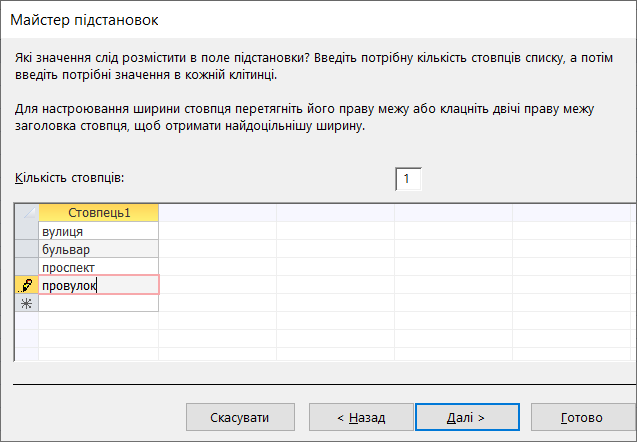 Майстер підстановок
Які значення слід розмістити в поле підстановки? Введіть потрібну кількість стовпців списку, а потім
введіть потрібні значення в кожній клітинці.
Для настроювання ширини стовпця перетягніть його праву межу або клацніть двічі праву межу
заголовка стовпця, щоб отримати найдоцільнішу ширину.
Кількість стовпців: 1
Стовпець1
вулиця
бульвар
проспект
провулок
Скасувати < Назад Далі > Готово